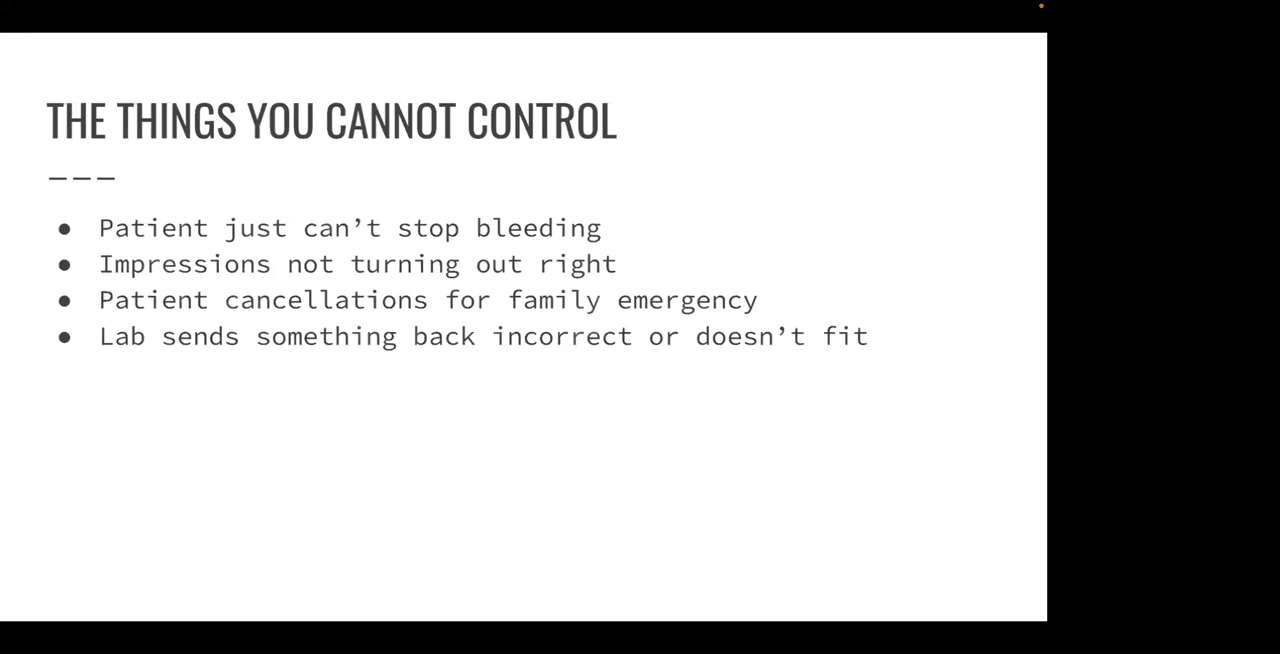 THE THINGS YOU CANNOT CONTROL
● Patient just can’t stop bleeding
● Impressions not turning out right
● Patient cancellations for family emergency
● Lab sends something back incorrect or doesn’t fit